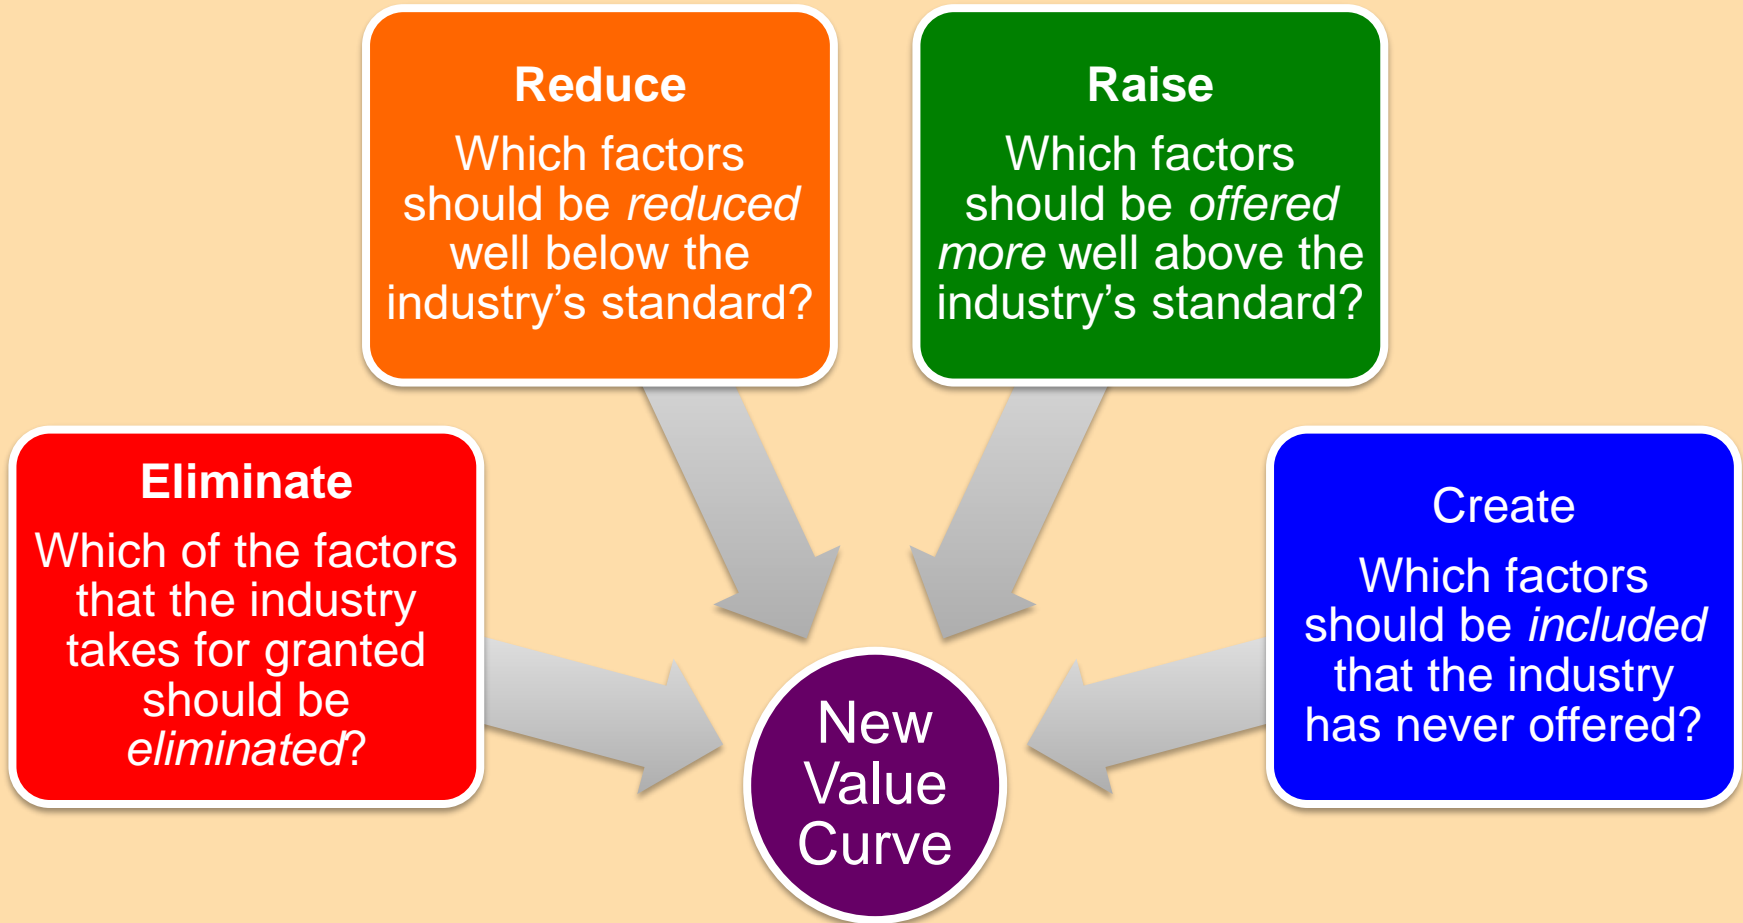 Reduce
Which factors
should be reduced
well below the
industry’s standard?
Raise
Which factors
should be offered
more well above the
industry’s standard?
Eliminate
Which of the factors
that the industry
takes for granted
should be
eliminated?
Create
Which factors
should be included
that the industry
has never offered?
New
Value
Curve